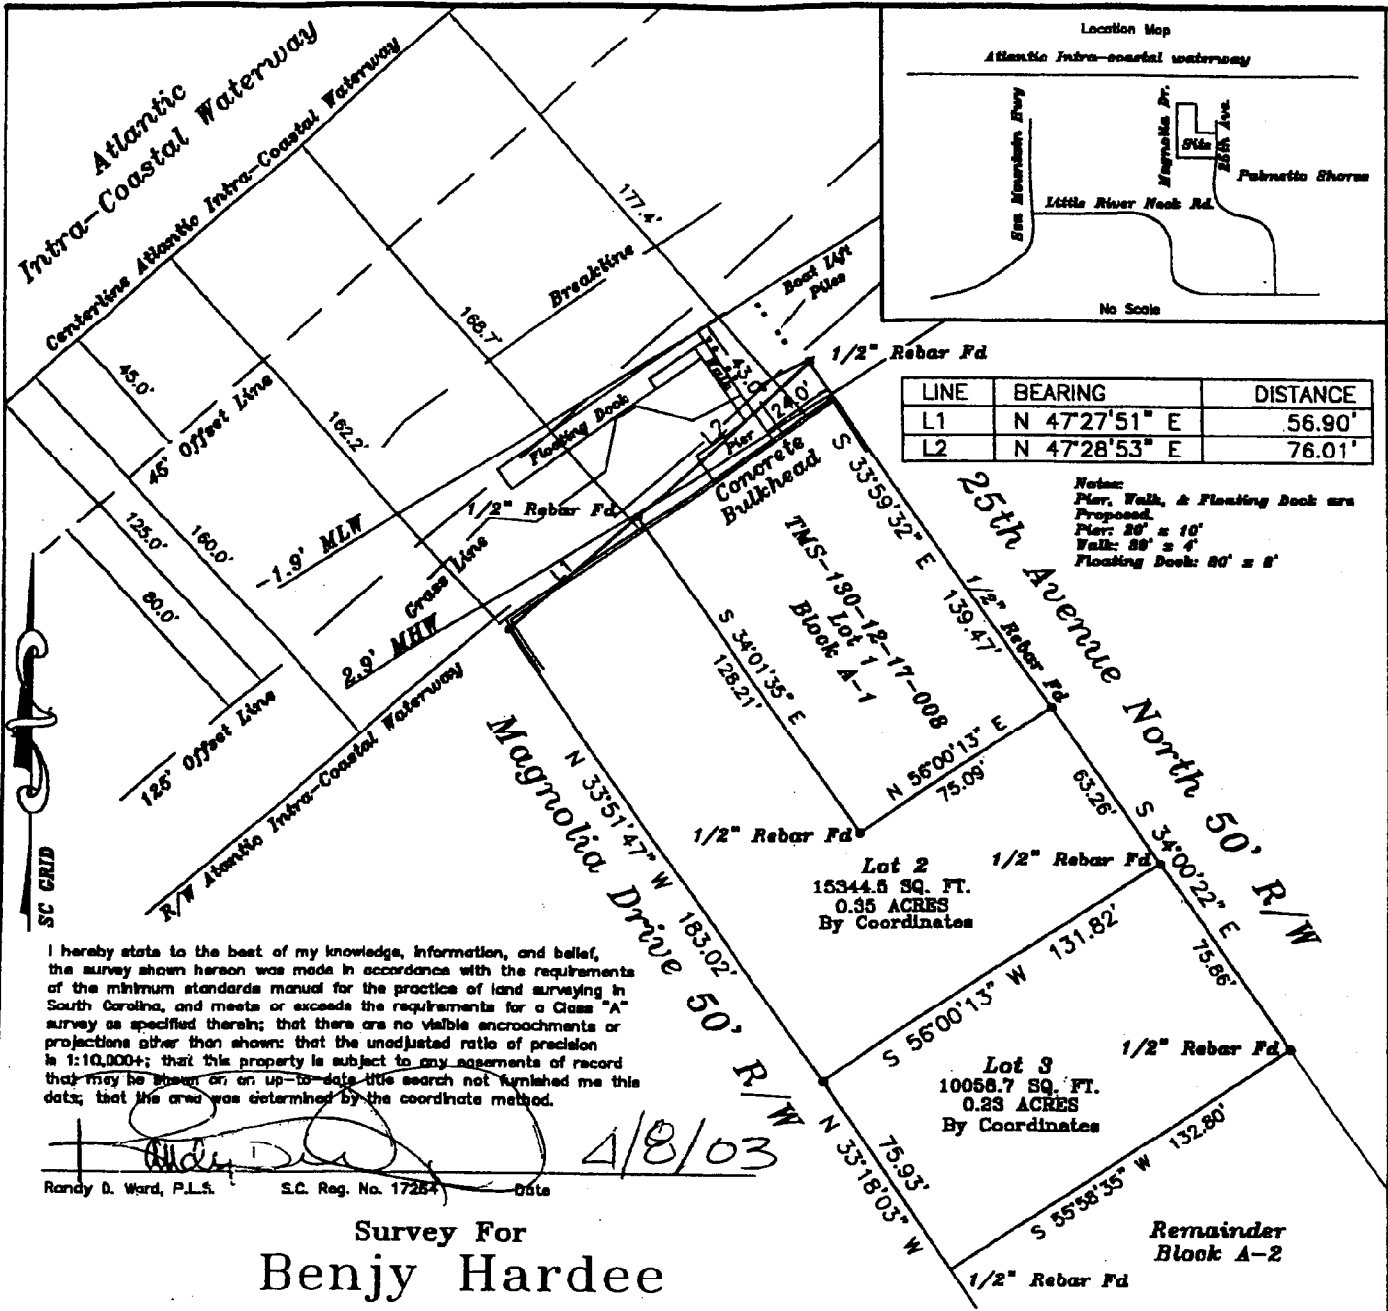 Location Map
Atlantic Intra-coastal waterway
Sea Mountain Hwy
Magnolia Dr.
25th Ave.
Site
Palmetto Shores
Little River Neck Rd.
No Scale
Atlantic
Intra-Coastal Waterway
Centerline Atlantic Intra-Coastal Waterway
177.4'
Breakline
168.7'
Boat Lift
Piles
1/2" Rebar Fd
45.0'
45' Offset Line
162.2'
Floating Dock
Walk
43.0'
24.0'
L2
Pier
Concrete
Bulkhead
LINE BEARING DISTANCE
L1 N 47°27'51" E 56.90'
L2 N 47°28'53" E 76.01'
Notes:
Pier, Walk, & Floating Dock are
Proposed.
Pier: 20' x 10'
Floating Dock: 80' x 8'
1/2" Rebar Fd
125.0'
160.0'
-1.9' MLW
80.0'
Grass Line
L1
2.9' MHW
125' Offset Line
R/W Atlantic Intra-Coastal Waterway
SC GRID
S 33°59'32" E 139.47'
25th Avenue North 50' R/W
1/2" Rebar Fd
TMS-130-12-17-008
Lot 1
Block A-1
S 34°01'35" E
128.21'
N 56°00'13" E
75.09'
63.26'
S 34°00'22" E
75.86'
Magnolia Drive 50' R/W
N 33°51'47" W 183.02'
1/2" Rebar Fd
Lot 2
15344.5 SQ. FT.
0.35 ACRES
By Coordinates
1/2" Rebar Fd
S 56°00'13" W 131.82'
1/2" Rebar Fd
Lot 3
10056.7 SQ. FT.
0.23 ACRES
By Coordinates
75.93'
N 33°18'03" W
S 55°58'35" W 132.80'
1/2" Rebar Fd
Remainder
Block A-2
I hereby state to the best of my knowledge, information, and belief,
the survey shown hereon was made in accordance with the requirements
of the minimum standards manual for the practice of land surveying in
South Carolina, and meets or exceeds the requirements for a Class "A"
survey as specified therein; that there are no visible encroachments or
projections other than shown: that the unadjusted ratio of precision
is 1:10,000+; that this property is subject to any easements of record
that may be shown on an up-to-date title search not furnished me this
date; that the area was determined by the coordinate method.
4/8/03
Randy D. Ward, P.L.S. S.C. Reg. No. 17264 Date
Survey For
Benjy Hardee